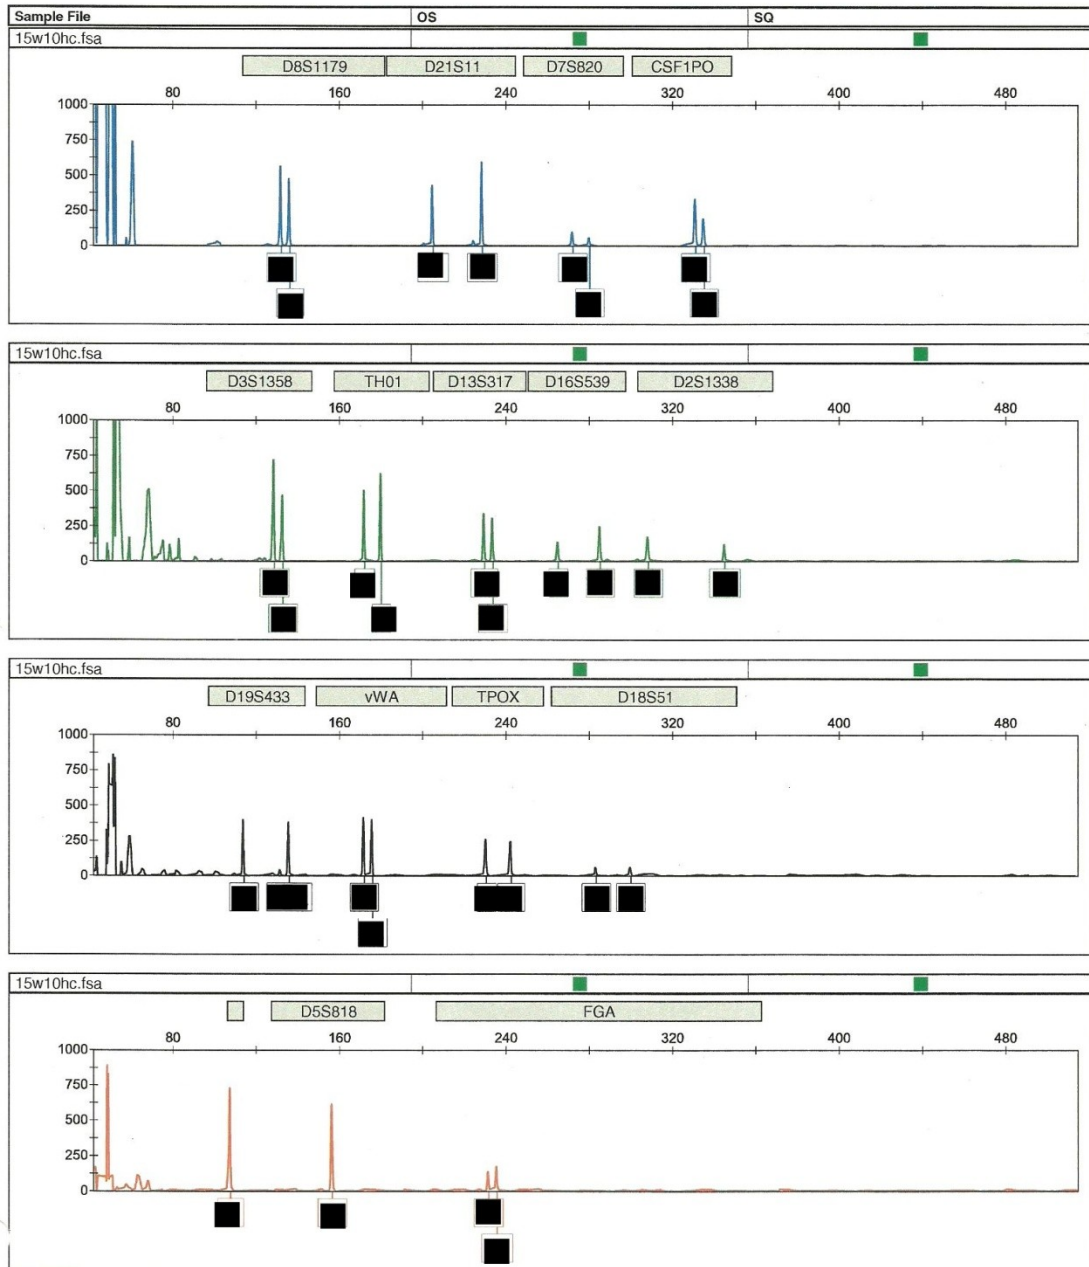 Sample File OS SQ
15w10hc.fsa
D8S1179 D21S11 D7S820 CSF1PO
80 160 240 320 400 480
1000
750
500
250
0
15w10hc.fsa
D3S1358 TH01 D13S317 D16S539 D2S1338
80 160 240 320 400 480
1000
750
500
250
0
15w10hc.fsa
D19S433 vWA TPOX D18S51
80 160 240 320 400 480
1000
750
500
250
0
15w10hc.fsa
D5S818 FGA
80 160 240 320 400 480
1000
750
500
250
0